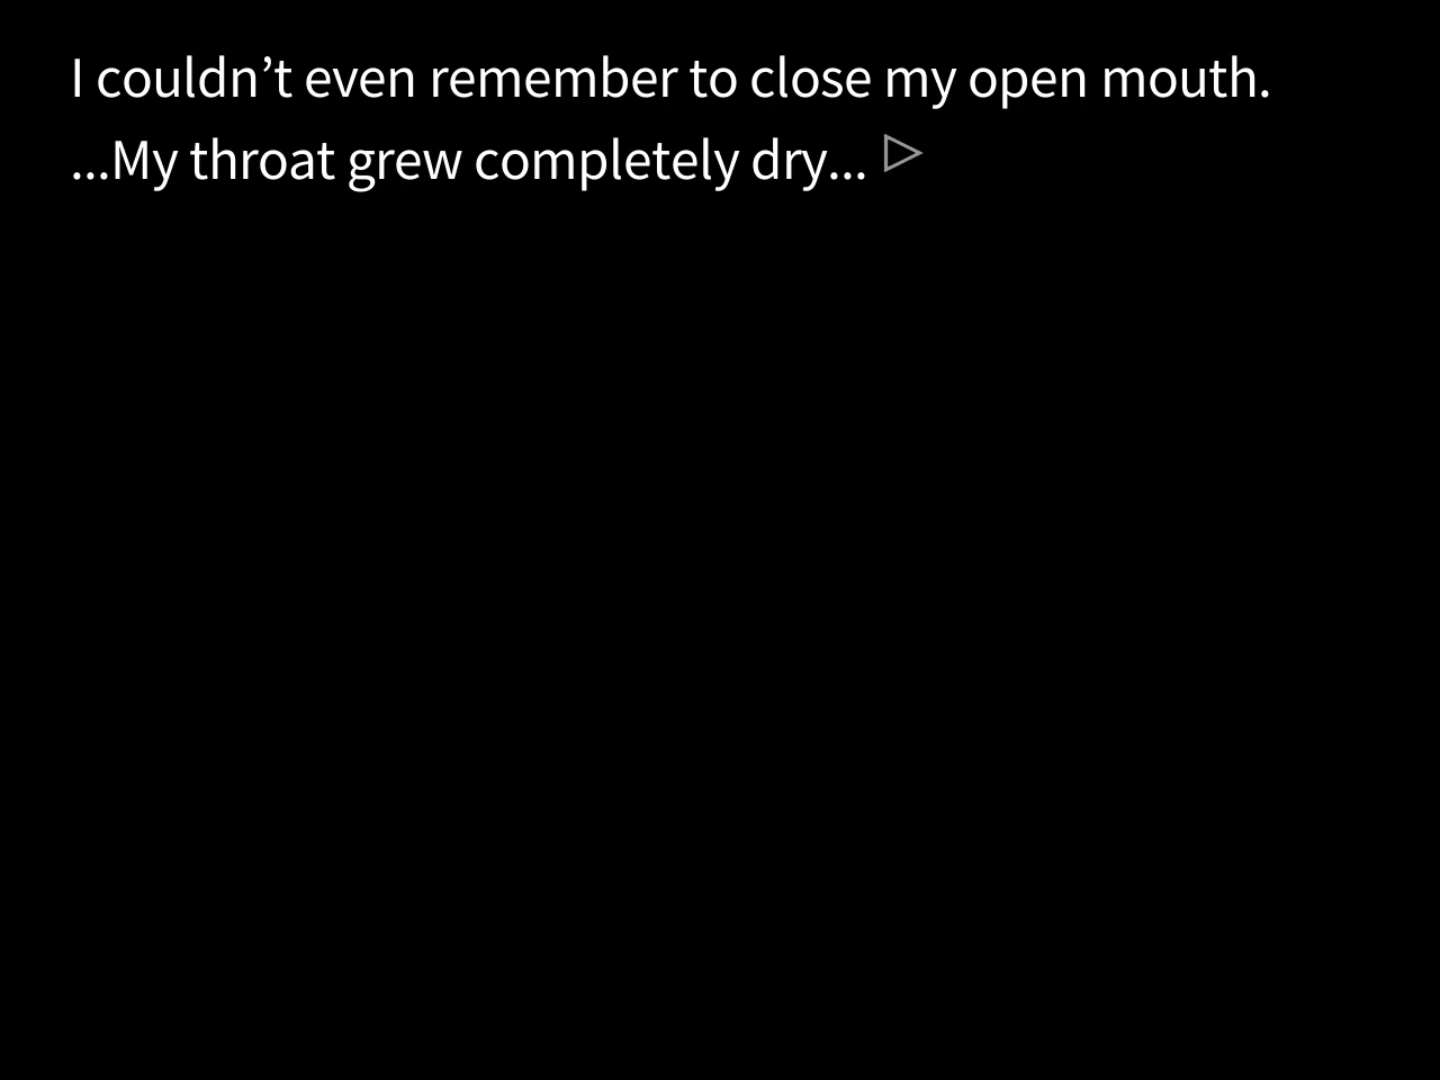 I couldn’t even remember to close my open mouth.
...My throat grew completely dry...